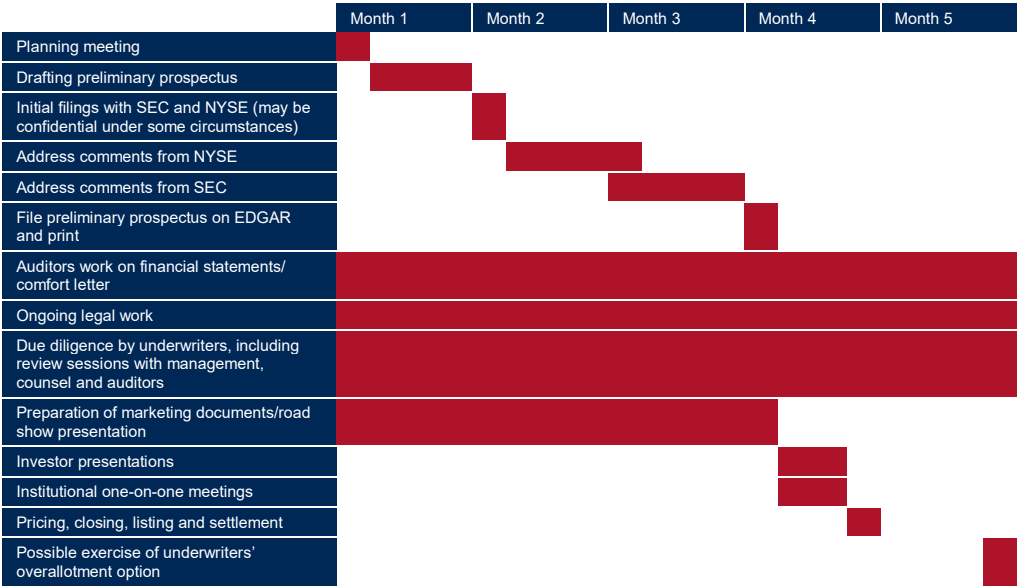 Month 1
Month 2
Month 3
Month 4
Month 5
Planning meeting
Drafting preliminary prospectus
Initial filings with SEC and NYSE (may be
confidential under some circumstances)
Address comments from NYSE
Address comments from SEC
File preliminary prospectus on EDGAR
and print
Auditors work on financial statements/
comfort letter
Ongoing legal work
Due diligence by underwriters, including
review sessions with management,
counsel and auditors
Preparation of marketing documents/road
show presentation
Investor presentations
Institutional one-on-one meetings
Pricing, closing, listing and settlement
Possible exercise of underwriters’
overallotment option